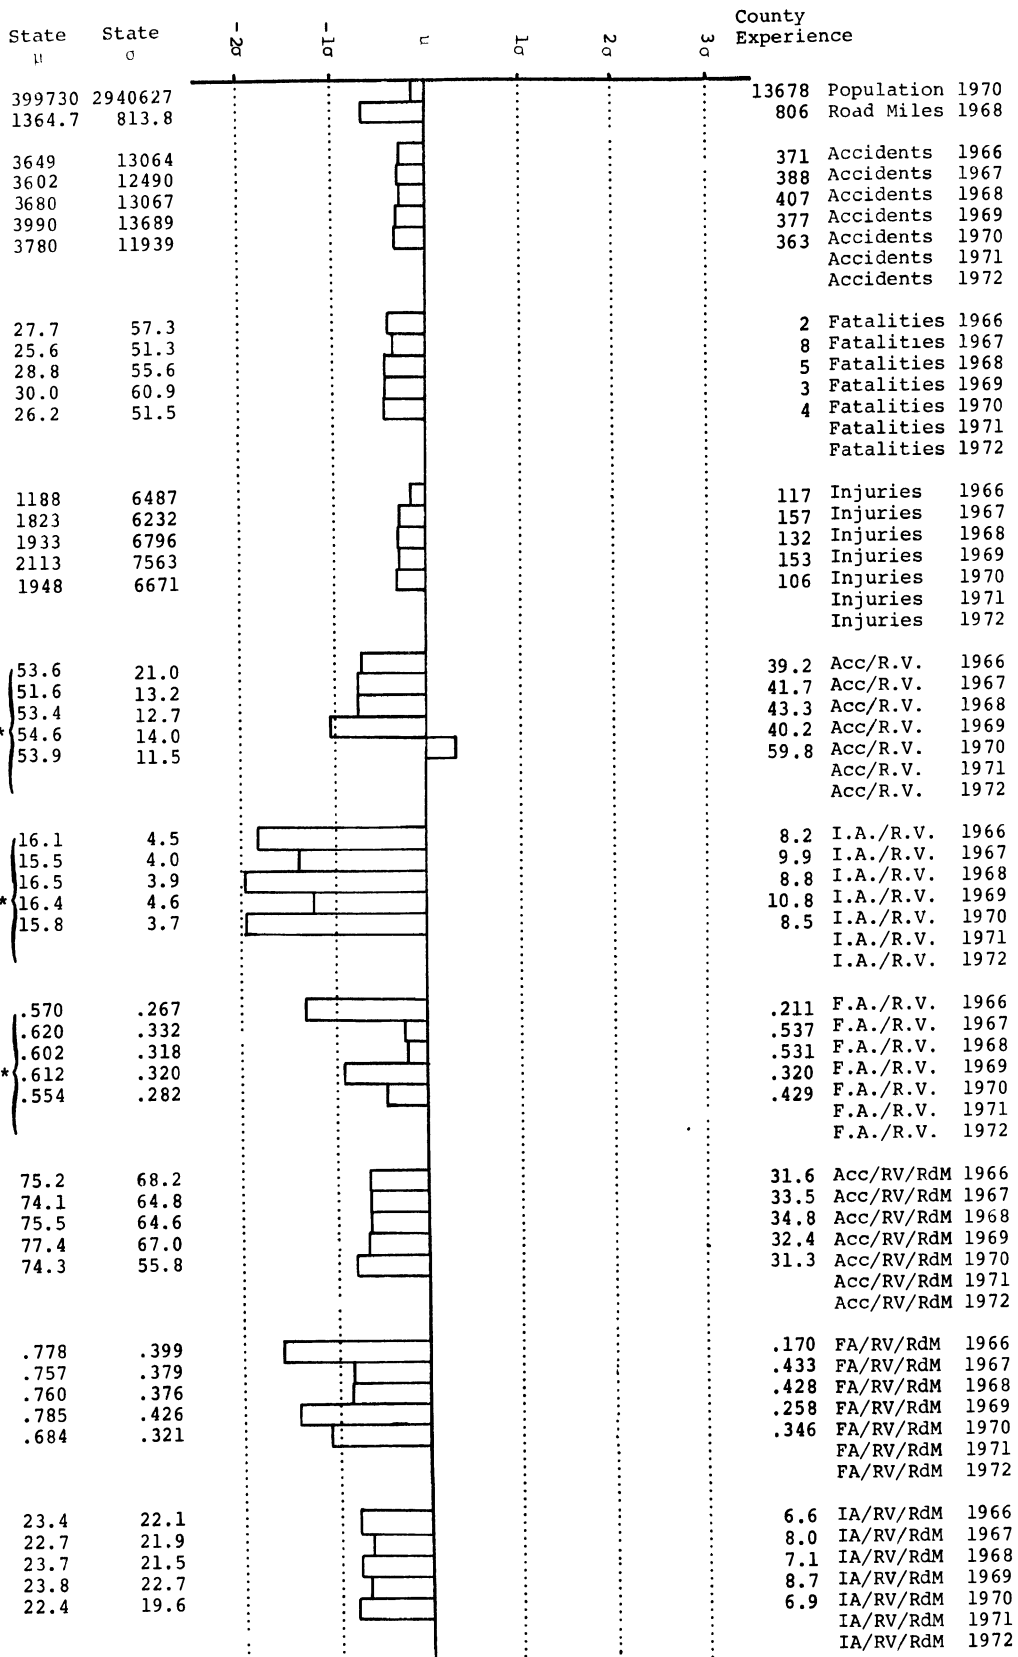 State State -2σ -1σ μ 1σ 2σ 3σ County
μ σ Experience
399730 2940627 13678 Population 1970
1364.7 813.8 806 Road Miles 1968
3649 13064 371 Accidents 1966
3602 12490 388 Accidents 1967
3680 13067 407 Accidents 1968
3990 13689 377 Accidents 1969
3780 11939 363 Accidents 1970
Accidents 1971
Accidents 1972
27.7 57.3 2 Fatalities 1966
25.6 51.3 8 Fatalities 1967
28.8 55.6 5 Fatalities 1968
30.0 60.9 3 Fatalities 1969
26.2 51.5 4 Fatalities 1970
Fatalities 1971
Fatalities 1972
1188 6487 117 Injuries 1966
1823 6232 157 Injuries 1967
1933 6796 132 Injuries 1968
2113 7563 153 Injuries 1969
1948 6671 106 Injuries 1970
Injuries 1971
Injuries 1972
53.6 21.0 39.2 Acc/R.V. 1966
51.6 13.2 41.7 Acc/R.V. 1967
53.4 12.7 43.3 Acc/R.V. 1968
* 54.6 14.0 40.2 Acc/R.V. 1969
53.9 11.5 59.8 Acc/R.V. 1970
Acc/R.V. 1971
Acc/R.V. 1972
16.1 4.5 8.2 I.A./R.V. 1966
15.5 4.0 9.9 I.A./R.V. 1967
16.5 3.9 8.8 I.A./R.V. 1968
* 16.4 4.6 10.8 I.A./R.V. 1969
15.8 3.7 8.5 I.A./R.V. 1970
I.A./R.V. 1971
I.A./R.V. 1972
.570 .267 .211 F.A./R.V. 1966
.620 .332 .537 F.A./R.V. 1967
.602 .318 .531 F.A./R.V. 1968
* .612 .320 .320 F.A./R.V. 1969
.554 .282 .429 F.A./R.V. 1970
F.A./R.V. 1971
F.A./R.V. 1972
75.2 68.2 31.6 Acc/RV/RdM 1966
74.1 64.8 33.5 Acc/RV/RdM 1967
75.5 64.6 34.8 Acc/RV/RdM 1968
77.4 67.0 32.4 Acc/RV/RdM 1969
74.3 55.8 31.3 Acc/RV/RdM 1970
Acc/RV/RdM 1971
Acc/RV/RdM 1972
.778 .399 .170 FA/RV/RdM 1966
.757 .379 .433 FA/RV/RdM 1967
.760 .376 .428 FA/RV/RdM 1968
.785 .426 .258 FA/RV/RdM 1969
.684 .321 .346 FA/RV/RdM 1970
FA/RV/RdM 1971
FA/RV/RdM 1972
23.4 22.1 6.6 IA/RV/RdM 1966
22.7 21.9 8.0 IA/RV/RdM 1967
23.7 21.5 7.1 IA/RV/RdM 1968
23.8 22.7 8.7 IA/RV/RdM 1969
22.4 19.6 6.9 IA/RV/RdM 1970
IA/RV/RdM 1971
IA/RV/RdM 1972